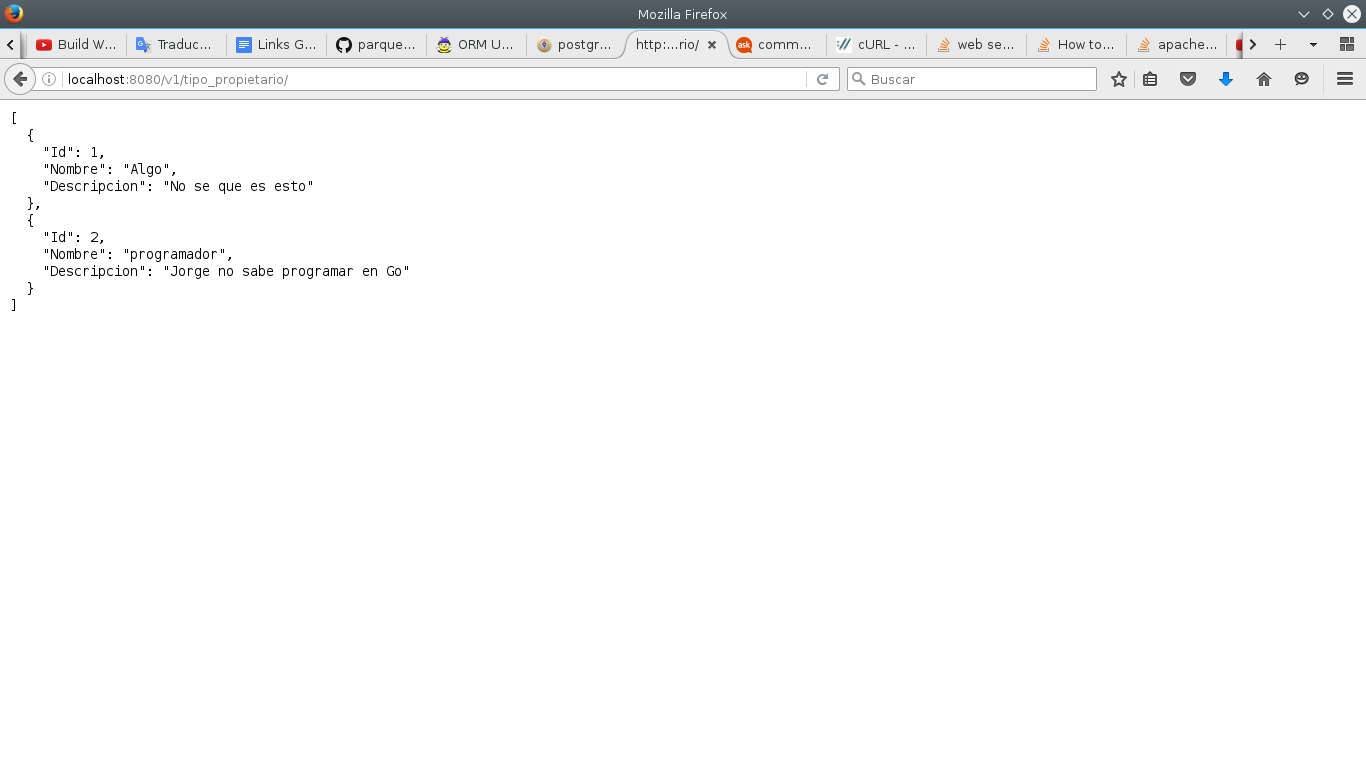 Mozilla Firefox
Build W...
Traduc...
Links G...
parque...
ORM U...
postgr...
http:...rio/
ask
comm...
cURL - ...
web se...
How to...
apache...
localhost:8080/v1/tipo_propietario/
Buscar
[
{
"Id": 1,
"Nombre": "Algo",
"Descripcion": "No se que es esto"
},
{
"Id": 2,
"Nombre": "programador",
"Descripcion": "Jorge no sabe programar en Go"
}
]